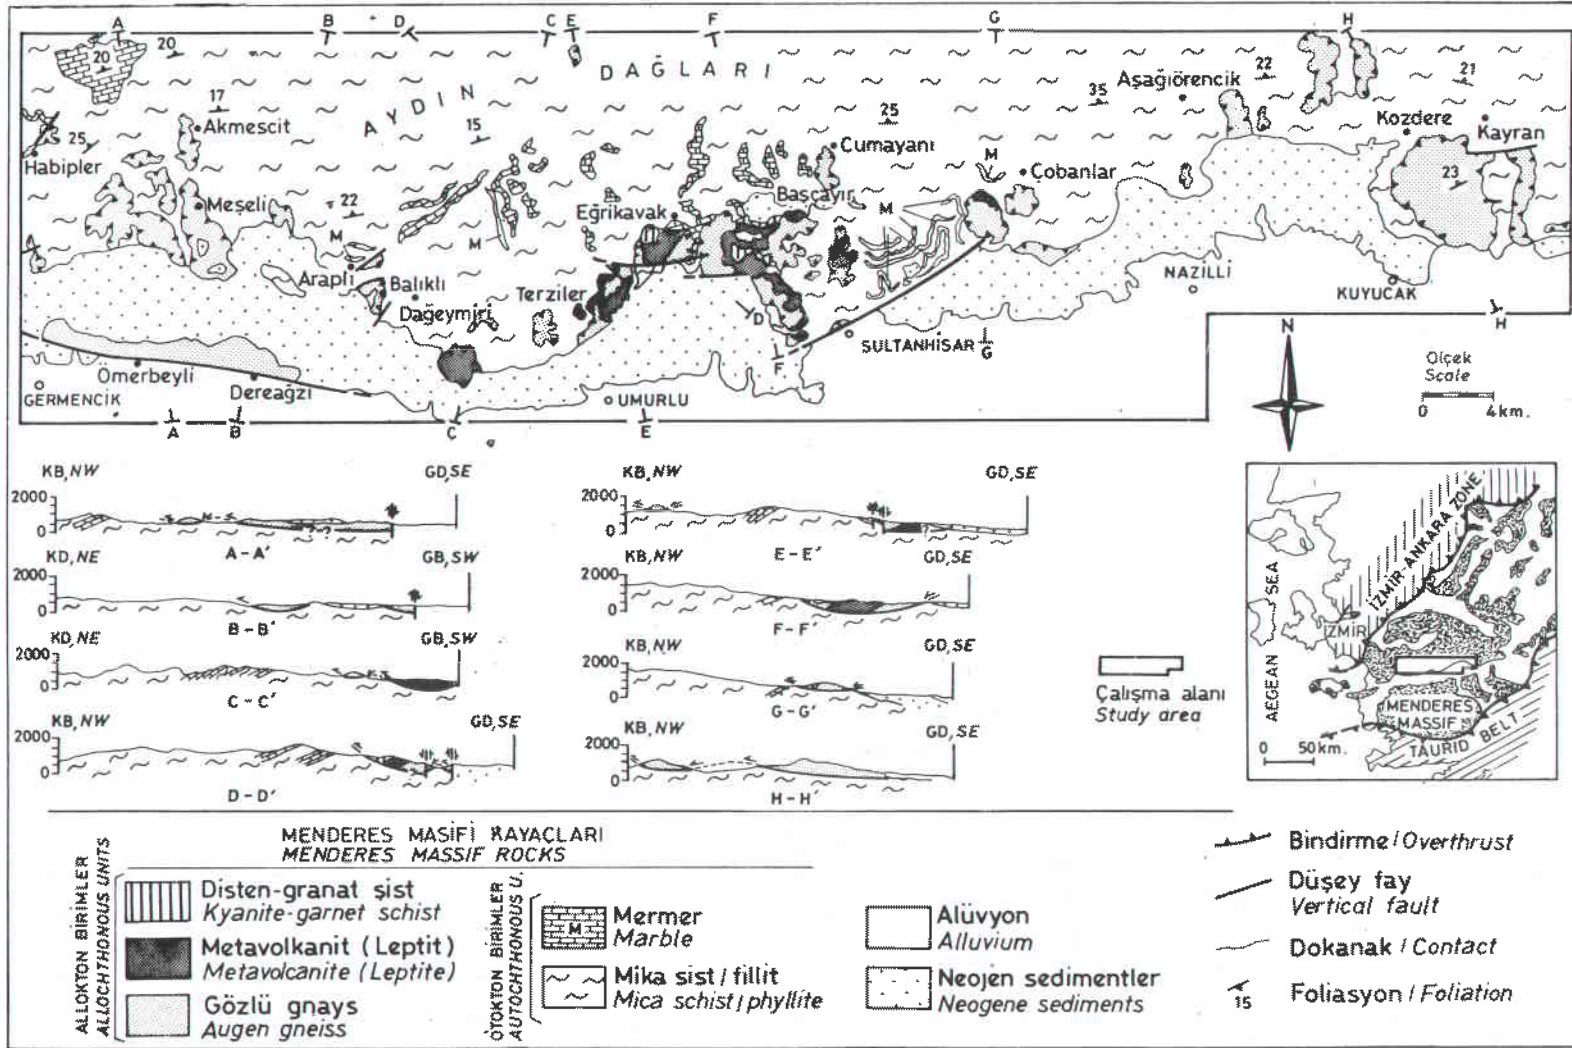 A
B
D
C
E
F
G
H
20
20
17
Akmescit
25
Habipler
AYDIN
DAĞLARI
15
22
Meşeli
M
M
Araplı
Balıklı
Dağeymiri
Eğrikavak
Terziler
Cumayanı
25
Başçayır
M
M
Çobanlar
35
Aşağıörencik
22
21
Kozdere
Kayran
23
NAZİLLİ
KUYUCAK
SULTANHİSAR
D
F
G
H
Ömerbeyli
Dereağzı
GERMENCİK
UMURLU
A
B
C
E
N
Ölçek
Scale
0 4 km.
KB,NW GD,SE
2000
0
A-A'
KD,NE GB,SW
2000
0
B-B'
KD,NE GB,SW
2000
0
C-C'
KB,NW GD,SE
2000
0
D-D'
KB,NW GD,SE
2000
0
E-E'
KB,NW GD,SE
2000
0
F-F'
KB,NW GD,SE
2000
0
G-G'
KB,NW GD,SE
2000
0
H-H'
Çalışma alanı
Study area
İZMİR-ANKARA ZONE
AEGEAN SEA
İZMİR
MENDERES
MASSIF
TAURID BELT
0 50 km.
MENDERES MASİFİ KAYAÇLARI
MENDERES MASSIF ROCKS
ALLOKTON BİRİMLER
ALLOCHTHONOUS UNITS
Disten-granat şist
Kyanite-garnet schist
Metavolkanit (Leptit)
Metavolcanite (Leptite)
Gözlü gnays
Augen gneiss
OTOKTON BİRİMLER
AUTOCHTHONOUS U.
M
Mermer
Marble
Mika şist/fillit
Mica schist/phyllite
Alüvyon
Alluvium
Neojen sedimentler
Neogene sediments
Bindirme/Overthrust
Düşey fay
Vertical fault
Dokanak/Contact
15
Foliasyon/Foliation